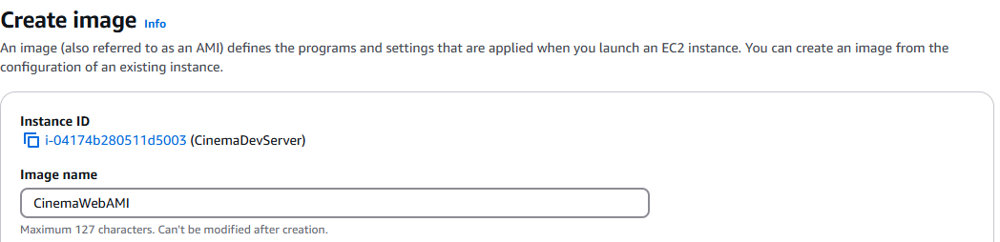 Create image Info
An image (also referred to as an AMI) defines the programs and settings that are applied when you launch an EC2 instance. You can create an image from the
configuration of an existing instance.
Instance ID
i-04174b280511d5003 (CinemaDevServer)
Image name
CinemaWebAMI
Maximum 127 characters. Can't be modified after creation.